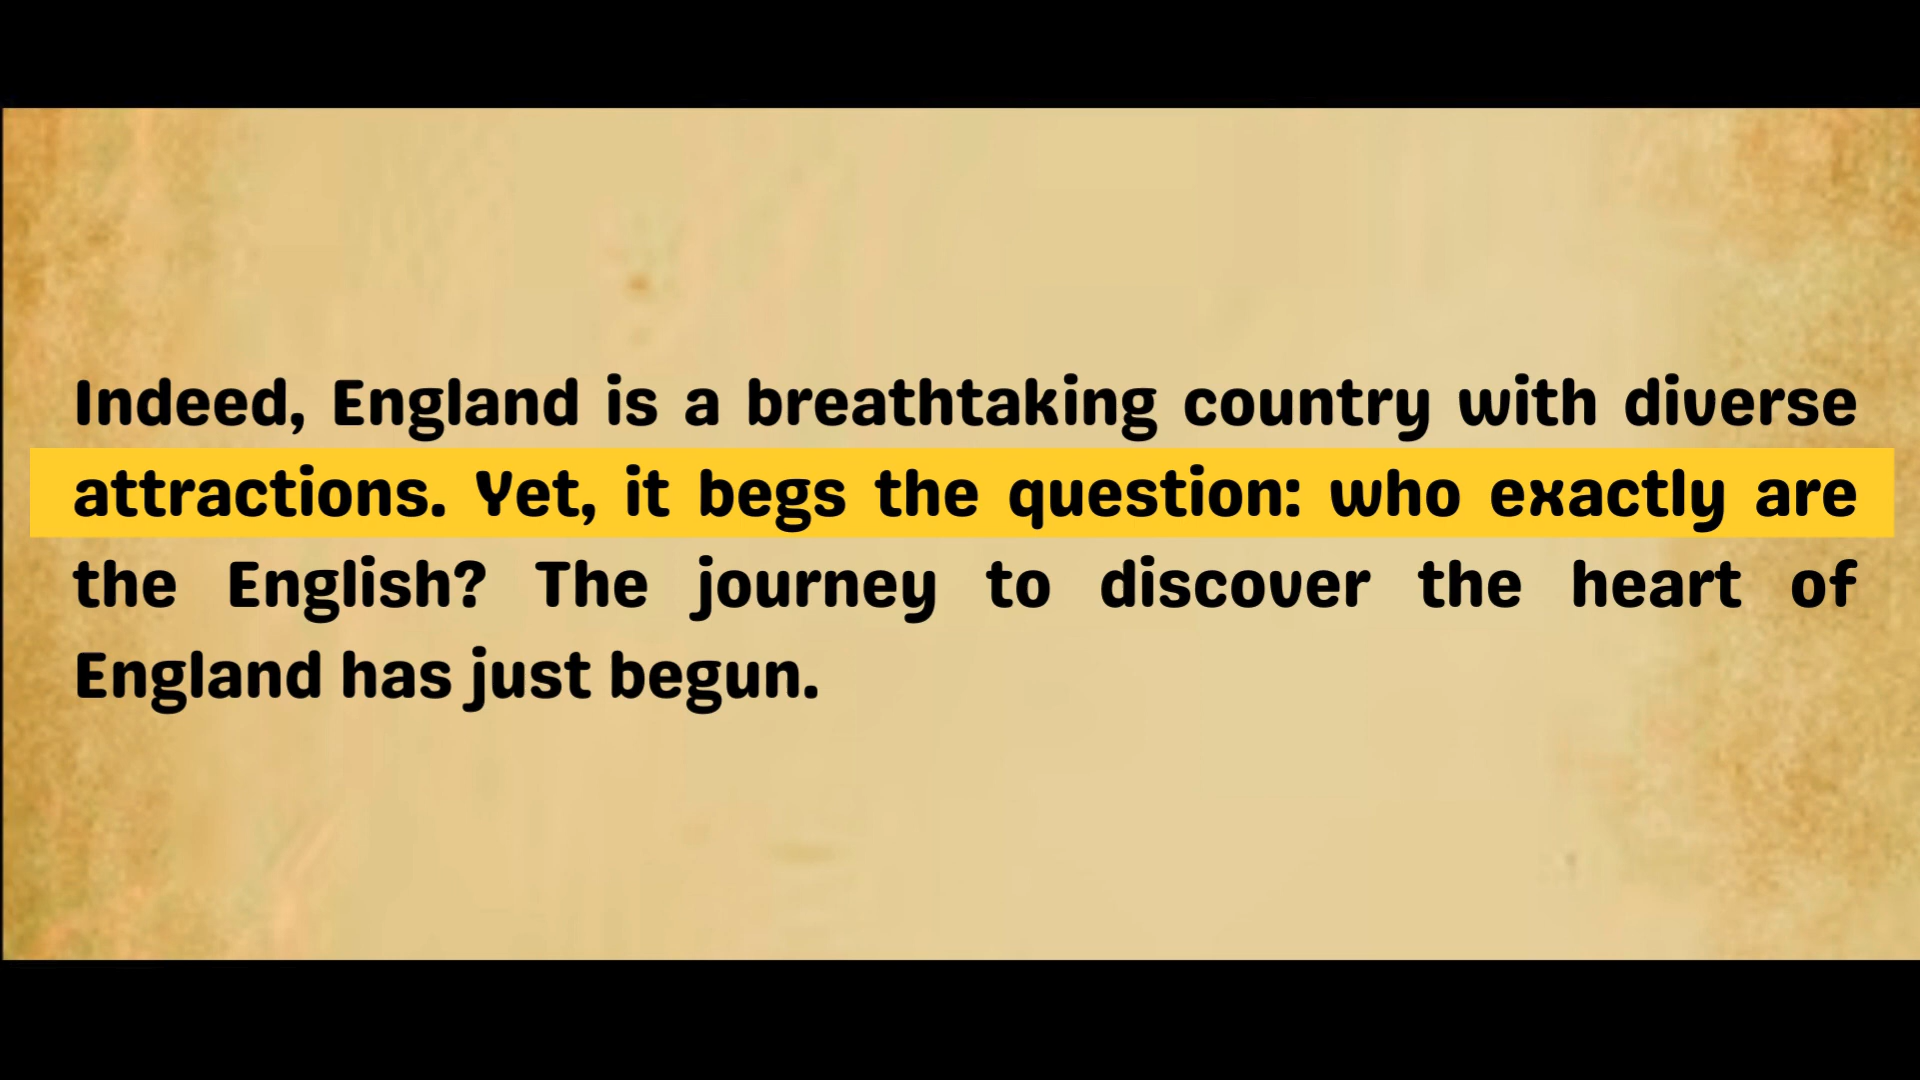 Indeed, England is a breathtaking country with diverse
attractions. Yet, it begs the question: who exactly are
the English? The journey to discover the heart of
England has just begun.